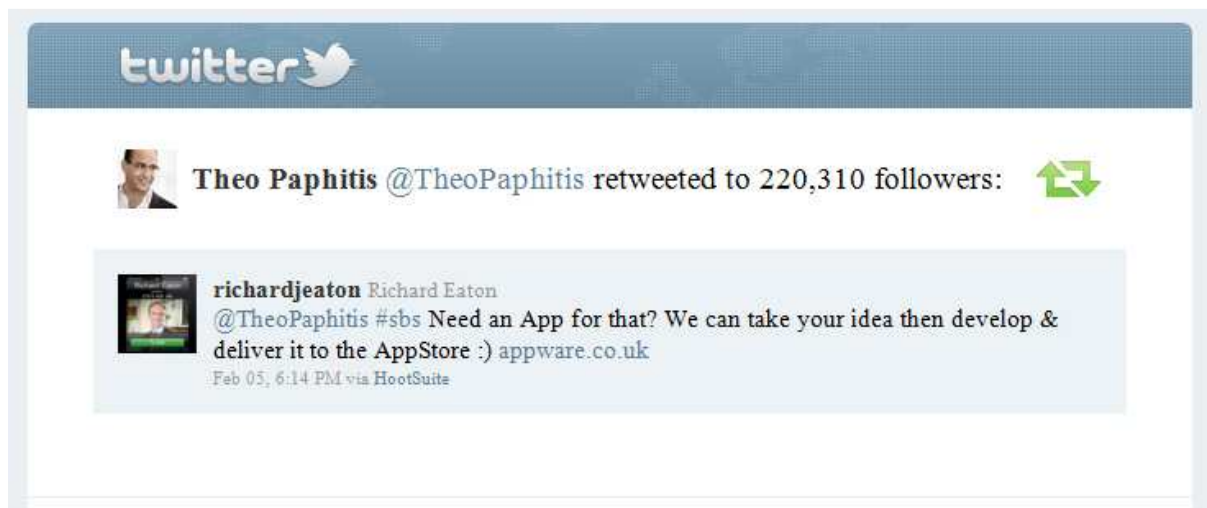 twitter
Theo Paphitis @TheoPaphitis retweeted to 220,310 followers:
richardjeaton Richard Eaton
@TheoPaphitis #sbs Need an App for that? We can take your idea then develop &
deliver it to the AppStore :) appware.co.uk
Feb 05, 6:14 PM via HootSuite